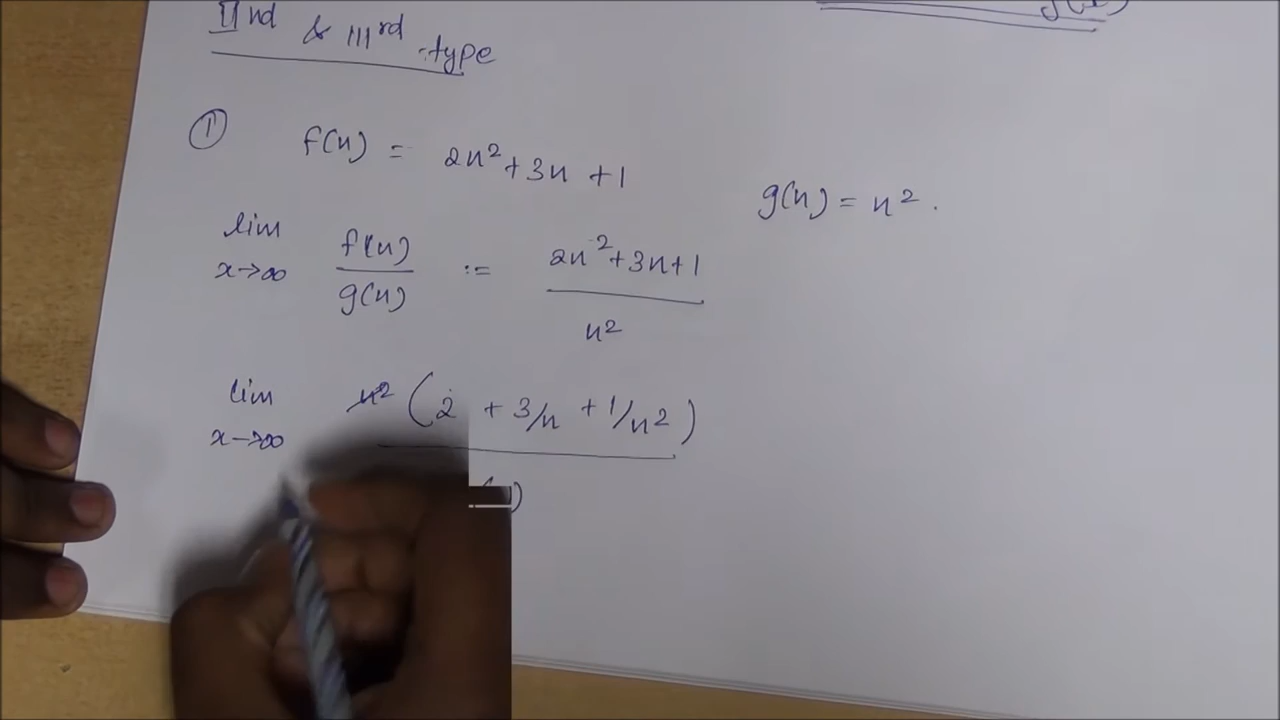 IInd & IIIrd type
① f(n) = 2n² + 3n + 1
g(n) = n².
lim x→∞ f(n)/g(n) := 2n² + 3n + 1 / n²
lim x→∞ n² (2 + 3/n + 1/n²)